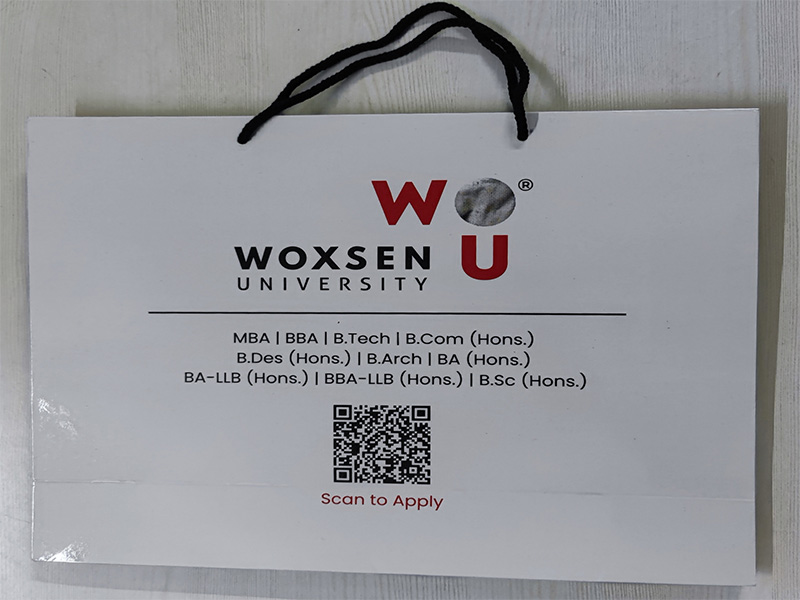 WO®
WOXSEN U
UNIVERSITY
MBA | BBA | B.Tech | B.Com (Hons.)
B.Des (Hons.) | B.Arch | BA (Hons.)
BA-LLB (Hons.) | BBA-LLB (Hons.) | B.Sc (Hons.)
Scan to Apply